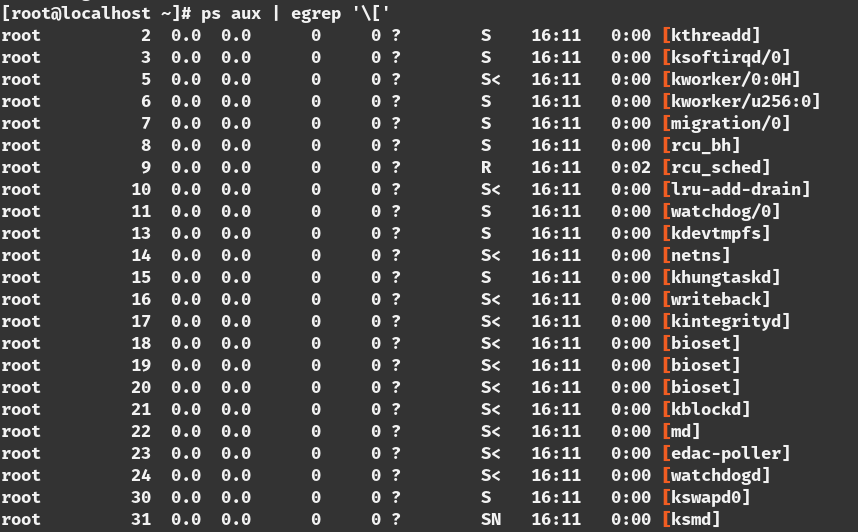 [root@localhost ~]# ps aux | egrep '\['
root          2  0.0  0.0      0     0 ?        S    16:11   0:00 [kthreadd]
root          3  0.0  0.0      0     0 ?        S    16:11   0:00 [ksoftirqd/0]
root          5  0.0  0.0      0     0 ?        S<   16:11   0:00 [kworker/0:0H]
root          6  0.0  0.0      0     0 ?        S    16:11   0:00 [kworker/u256:0]
root          7  0.0  0.0      0     0 ?        S    16:11   0:00 [migration/0]
root          8  0.0  0.0      0     0 ?        S    16:11   0:00 [rcu_bh]
root          9  0.0  0.0      0     0 ?        R    16:11   0:02 [rcu_sched]
root         10  0.0  0.0      0     0 ?        S<   16:11   0:00 [lru-add-drain]
root         11  0.0  0.0      0     0 ?        S    16:11   0:00 [watchdog/0]
root         13  0.0  0.0      0     0 ?        S    16:11   0:00 [kdevtmpfs]
root         14  0.0  0.0      0     0 ?        S<   16:11   0:00 [netns]
root         15  0.0  0.0      0     0 ?        S    16:11   0:00 [khungtaskd]
root         16  0.0  0.0      0     0 ?        S<   16:11   0:00 [writeback]
root         17  0.0  0.0      0     0 ?        S<   16:11   0:00 [kintegrityd]
root         18  0.0  0.0      0     0 ?        S<   16:11   0:00 [bioset]
root         19  0.0  0.0      0     0 ?        S<   16:11   0:00 [bioset]
root         20  0.0  0.0      0     0 ?        S<   16:11   0:00 [bioset]
root         21  0.0  0.0      0     0 ?        S<   16:11   0:00 [kblockd]
root         22  0.0  0.0      0     0 ?        S<   16:11   0:00 [md]
root         23  0.0  0.0      0     0 ?        S<   16:11   0:00 [edac-poller]
root         24  0.0  0.0      0     0 ?        S<   16:11   0:00 [watchdogd]
root         30  0.0  0.0      0     0 ?        S    16:11   0:00 [kswapd0]
root         31  0.0  0.0      0     0 ?        SN   16:11   0:00 [ksmd]